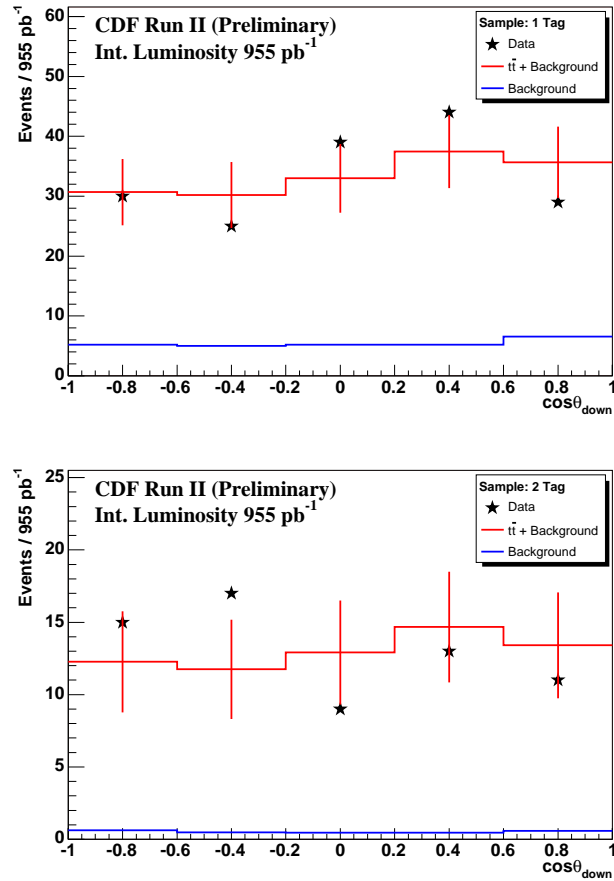 CDF Run II (Preliminary)
Int. Luminosity 955 pb⁻¹
Sample: 1 Tag
Data
tt̄ + Background
Background
Events / 955 pb⁻¹
60
50
40
30
20
10
0
-1 -0.8 -0.6 -0.4 -0.2 0 0.2 0.4 0.6 0.8 1
cosθdown
CDF Run II (Preliminary)
Int. Luminosity 955 pb⁻¹
Sample: 2 Tag
Data
tt̄ + Background
Background
Events / 955 pb⁻¹
25
20
15
10
5
0
-1 -0.8 -0.6 -0.4 -0.2 0 0.2 0.4 0.6 0.8 1
cosθdown